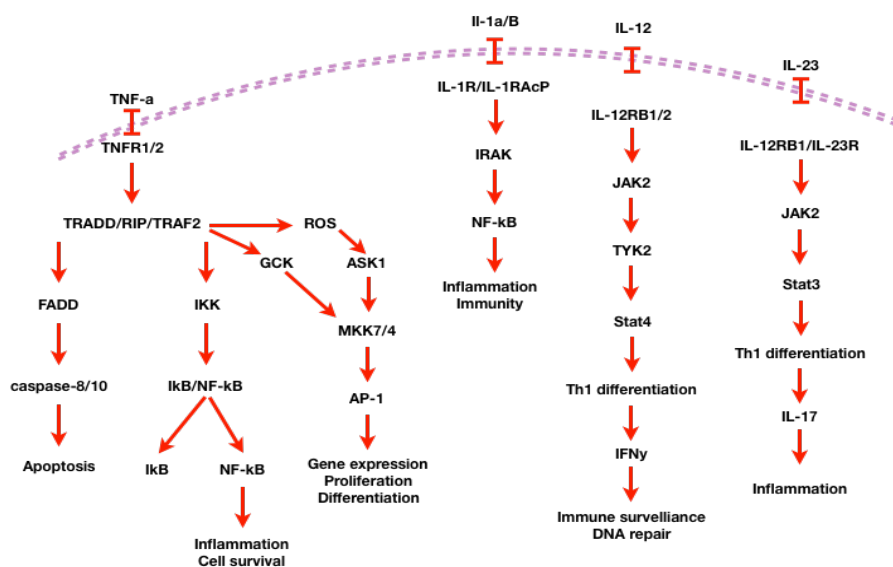 Il-1a/B
IL-12
IL-23
TNF-a
IL-1R/IL-1RAcP
IL-12RB1/2
TNFR1/2
IL-12RB1/IL-23R
IRAK
JAK2
JAK2
TRADD/RIP/TRAF2
ROS
NF-kB
GCK
ASK1
TYK2
Stat3
Inflammation
Immunity
FADD
IKK
MKK7/4
Stat4
Th1 differentiation
caspase-8/10
IkB/NF-kB
AP-1
Th1 differentiation
IL-17
Apoptosis
IkB
NF-kB
Gene expression
Proliferation
Differentiation
IFNy
Inflammation
Immune survelliance
DNA repair
Inflammation
Cell survival